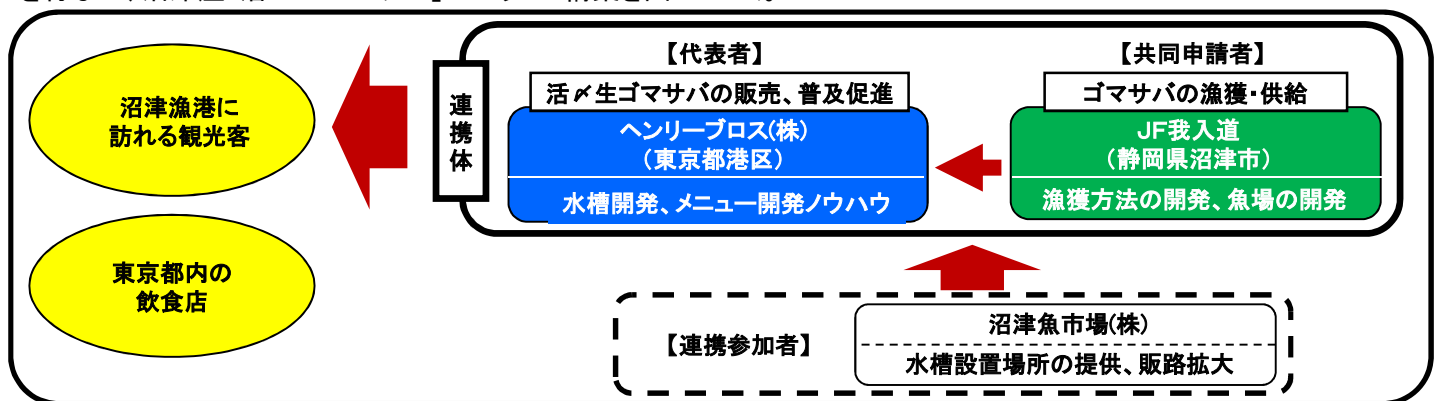 沼津漁港に
訪れる観光客
東京都内の
飲食店
連携体
【代表者】
活〆生ゴマサバの販売、普及促進
ヘンリーブロス(株)
(東京都港区)
水槽開発、メニュー開発ノウハウ
【共同申請者】
ゴマサバの漁獲・供給
JF我入道
(静岡県沼津市)
漁獲方法の開発、魚場の開発
【連携参加者】
沼津魚市場(株)
水槽設置場所の提供、販路拡大